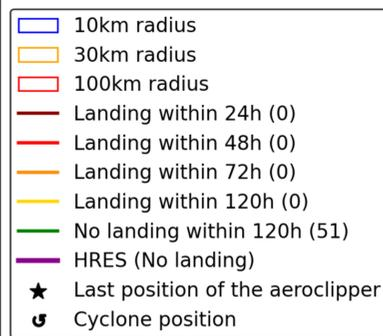 10km radius
30km radius
100km radius
Landing within 24h (0)
Landing within 48h (0)
Landing within 72h (0)
Landing within 120h (0)
No landing within 120h (51)
HRES (No landing)
Last position of the aeroclipper
Cyclone position